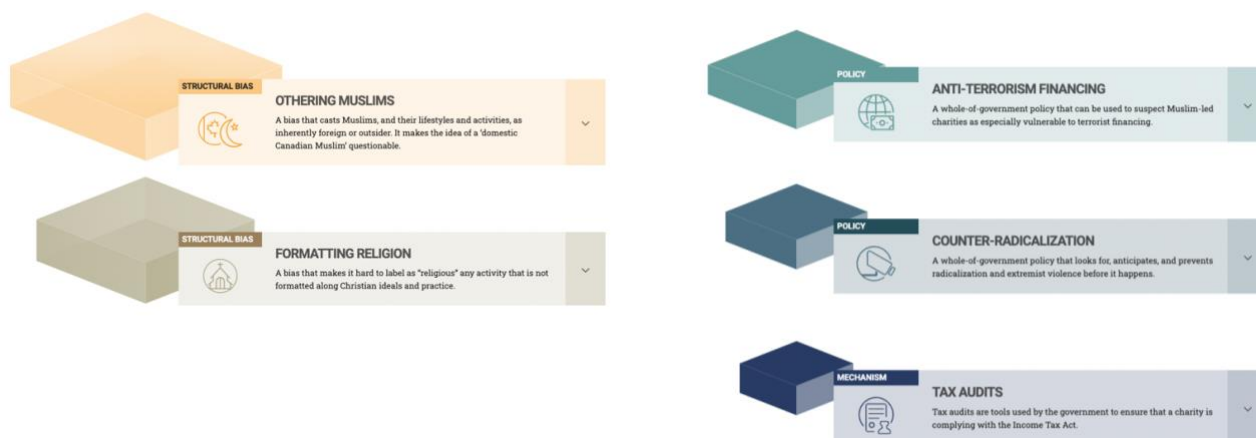 STRUCTURAL BIAS
OTHERING MUSLIMS
A bias that casts Muslims, and their lifestyles and activities, as
inherently foreign or outsider. It makes the idea of a ‘domestic
Canadian Muslim’ questionable.
STRUCTURAL BIAS
FORMATTING RELIGION
A bias that makes it hard to label as “religious” any activity that is not
formatted along Christian ideals and practice.
POLICY
ANTI-TERRORISM FINANCING
A whole-of-government policy that can be used to suspect Muslim-led
charities as especially vulnerable to terrorist financing.
POLICY
COUNTER-RADICALIZATION
A whole-of-government policy that looks for, anticipates, and prevents
radicalization and extremist violence before it happens.
MECHANISM
TAX AUDITS
Tax audits are tools used by the government to ensure that a charity is
complying with the Income Tax Act.